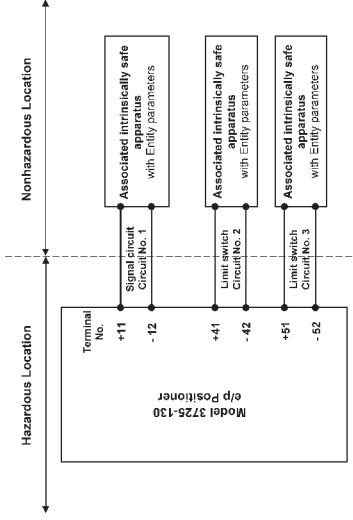 Hazardous Location
Nonhazardous Location
Model 3725-130
e/p Positioner
Terminal
No.
+11
- 12
+41
- 42
+51
- 52
Signal circuit
Circuit No. 1
Limit switch
Circuit No. 2
Limit switch
Circuit No. 3
Associated intrinsically safe
apparatus
with Entity parameters
Associated intrinsically safe
apparatus
with Entity parameters
Associated intrinsically safe
apparatus
with Entity parameters